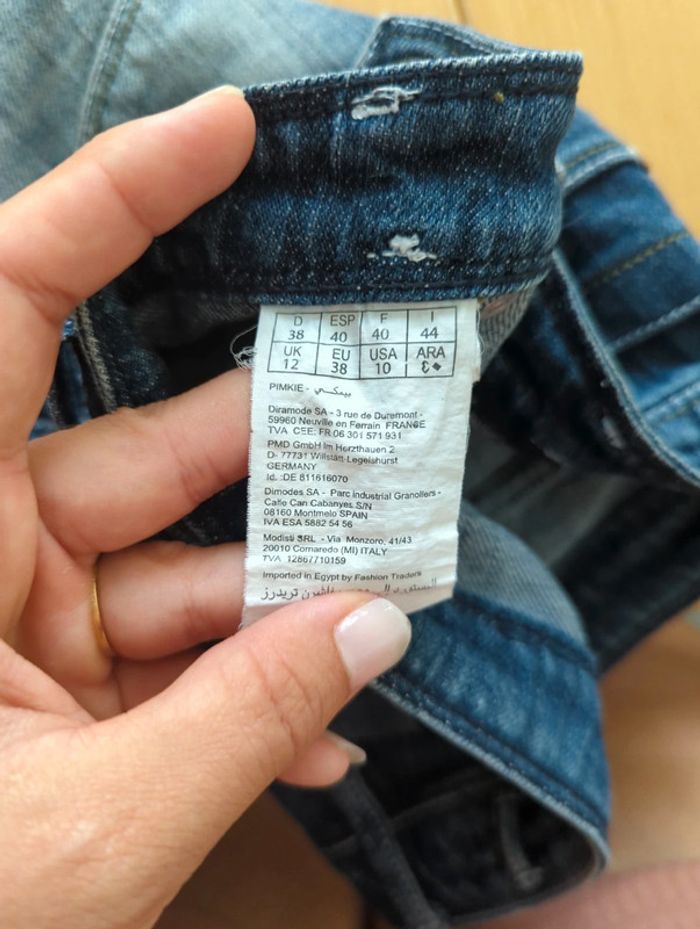 D ESP F I
38 40 40 44
UK EU USA ARA
12 38 10 ٤٠
PIMKIE - بيمكي
Diramode SA - 3 rue de Duremont -
59960 Neuville en Ferrain FRANCE
TVA CEE: FR 06 301 571 931
PMD GmbH Im Herzthauen 2
D- 77731 Willstätt-Legelshurst
GERMANY
Id. :DE 811616070
Dimodes SA - Parc Industrial Granollers -
Calle Can Cabanyes S/N
08160 Montmelo SPAIN
IVA ESA 5882 54 56
Modisti SRL - Via Monzoro, 41/43
20010 Cornaredo (MI) ITALY
TVA 12867710159
Imported in Egypt by Fashion Traders
فاشون تريدرز